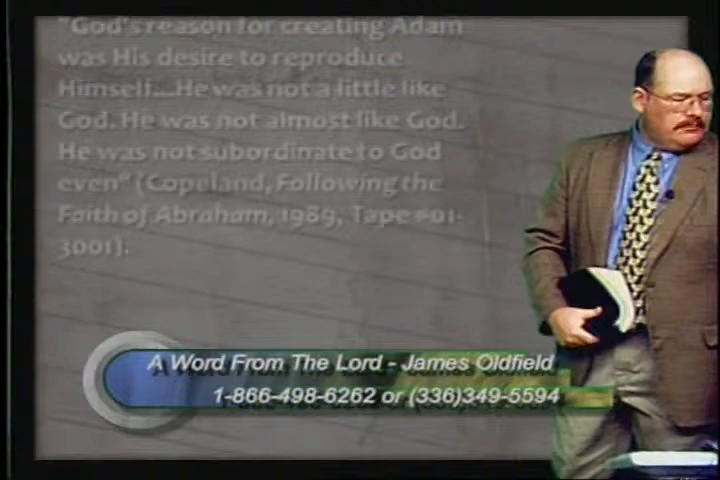 "God's reason for creating Adam
was His desire to reproduce
Himself...He was not a little like
God. He was not almost like God.
He was not subordinate to God
even" (Copeland, Following the
Faith of Abraham, 1989, Tape #01-
3001).
A Word From The Lord - James Oldfield
1-866-498-6262 or (336)349-5594